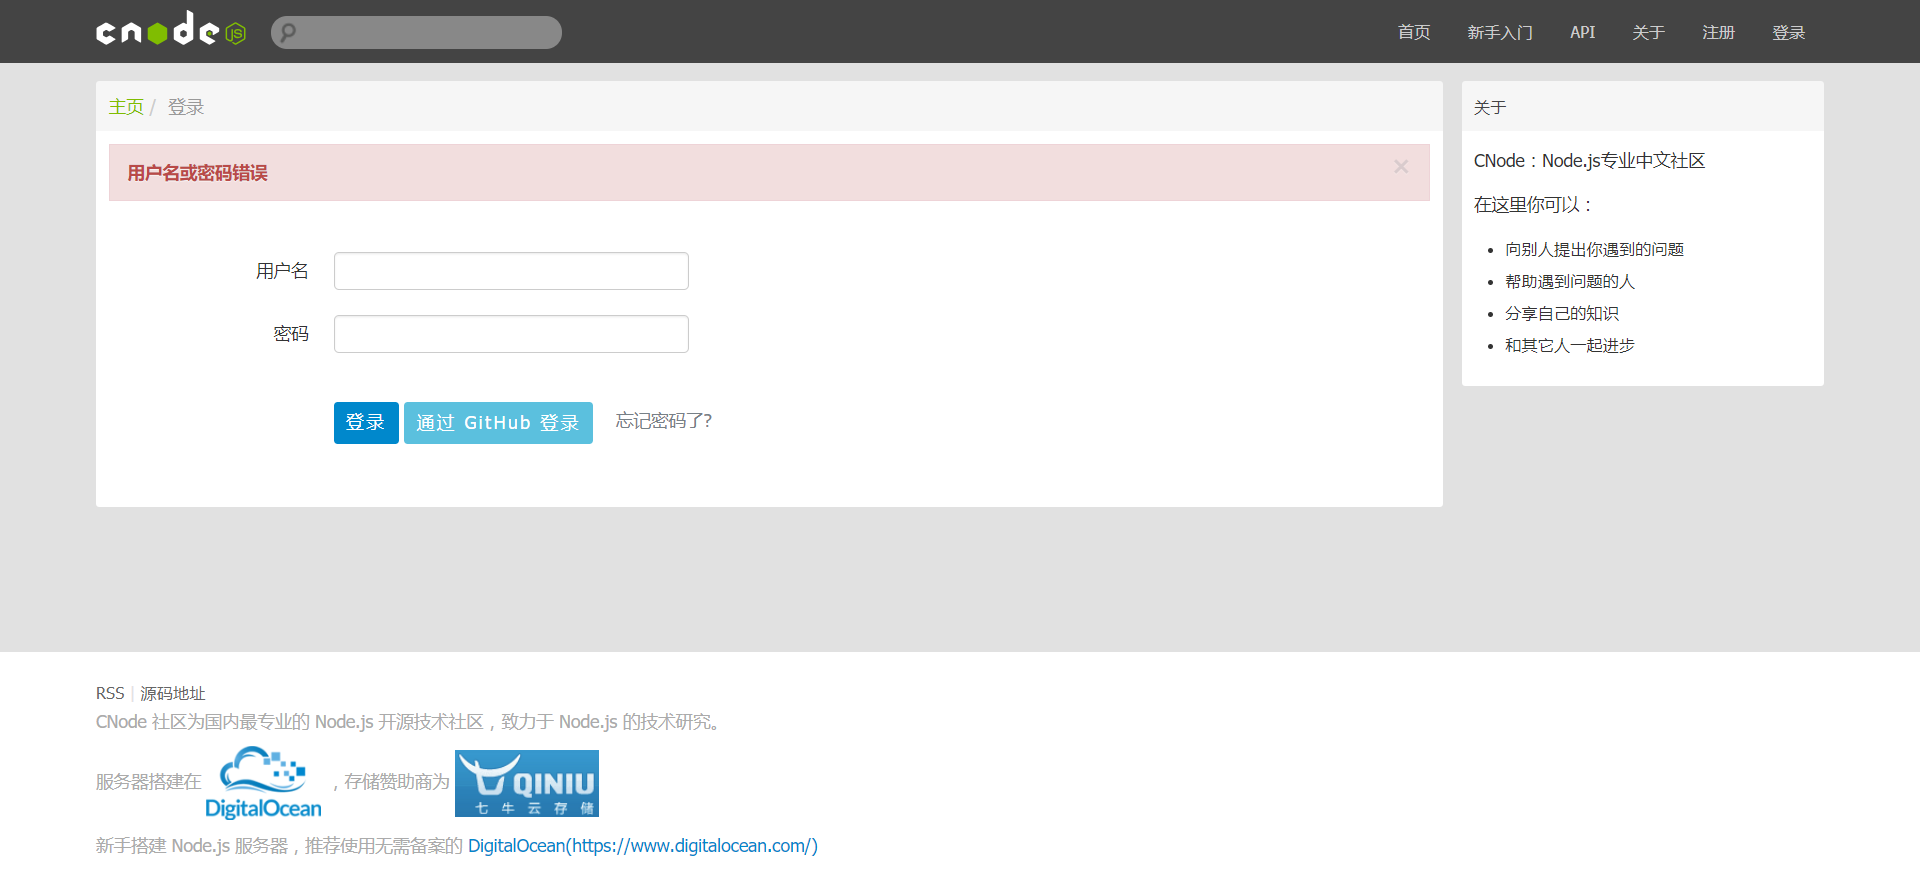 cnode JS
首页 新手入门 API 关于 注册 登录
主页 / 登录
用户名或密码错误 ×
用户名
密码
登录 通过 GitHub 登录 忘记密码了?
关于
CNode：Node.js专业中文社区
在这里你可以：
• 向别人提出你遇到的问题
• 帮助遇到问题的人
• 分享自己的知识
• 和其它人一起进步
RSS | 源码地址
CNode 社区为国内最专业的 Node.js 开源技术社区，致力于 Node.js 的技术研究。
服务器搭建在 DigitalOcean ，存储赞助商为 QINIU
七牛云存储
新手搭建 Node.js 服务器，推荐使用无需备案的 DigitalOcean(https://www.digitalocean.com/)